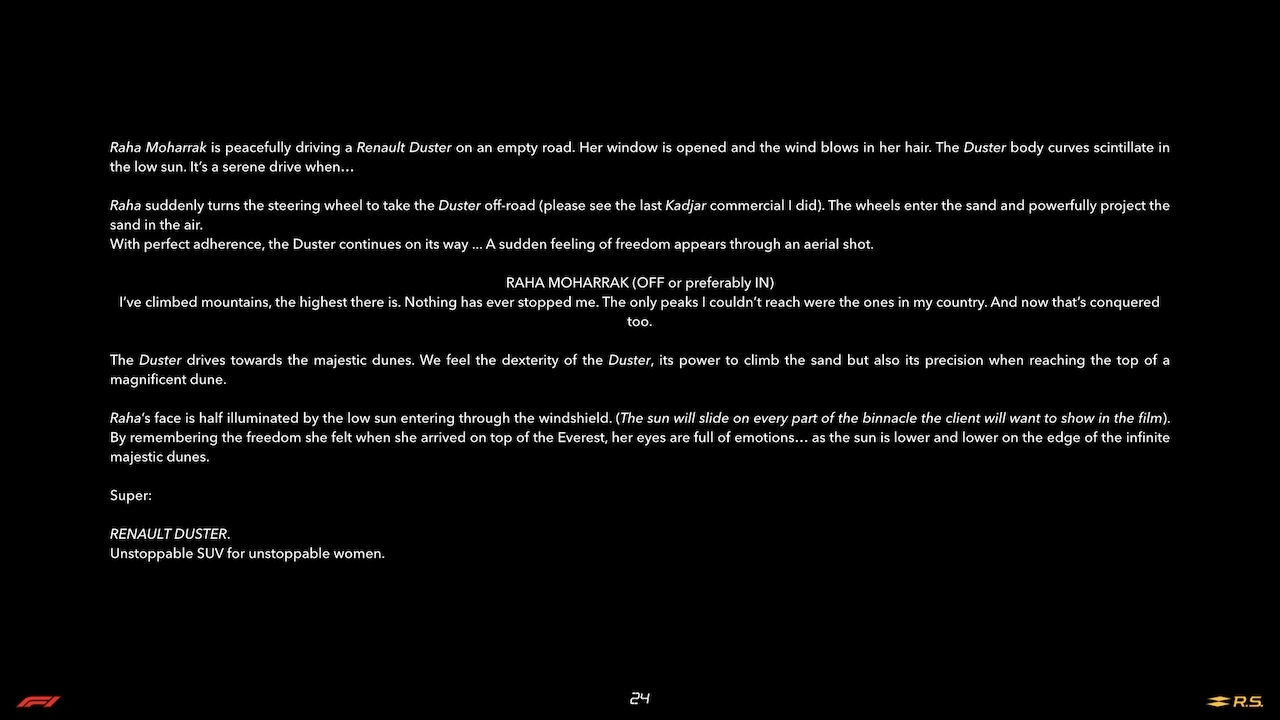 Raha Moharrak is peacefully driving a Renault Duster on an empty road. Her window is opened and the wind blows in her hair. The Duster body curves scintillate in
the low sun. It's a serene drive when…
Raha suddenly turns the steering wheel to take the Duster off-road (please see the last Kadjar commercial I did). The wheels enter the sand and powerfully project the
sand in the air.
With perfect adherence, the Duster continues on its way ... A sudden feeling of freedom appears through an aerial shot.
RAHA MOHARRAK (OFF or preferably IN)
I've climbed mountains, the highest there is. Nothing has ever stopped me. The only peaks I couldn't reach were the ones in my country. And now that's conquered
too.
The Duster drives towards the majestic dunes. We feel the dexterity of the Duster, its power to climb the sand but also its precision when reaching the top of a
magnificent dune.
Raha's face is half illuminated by the low sun entering through the windshield. (The sun will slide on every part of the binnacle the client will want to show in the film).
By remembering the freedom she felt when she arrived on top of the Everest, her eyes are full of emotions… as the sun is lower and lower on the edge of the infinite
majestic dunes.
Super:
RENAULT DUSTER.
Unstoppable SUV for unstoppable women.
F1
24
R.S.